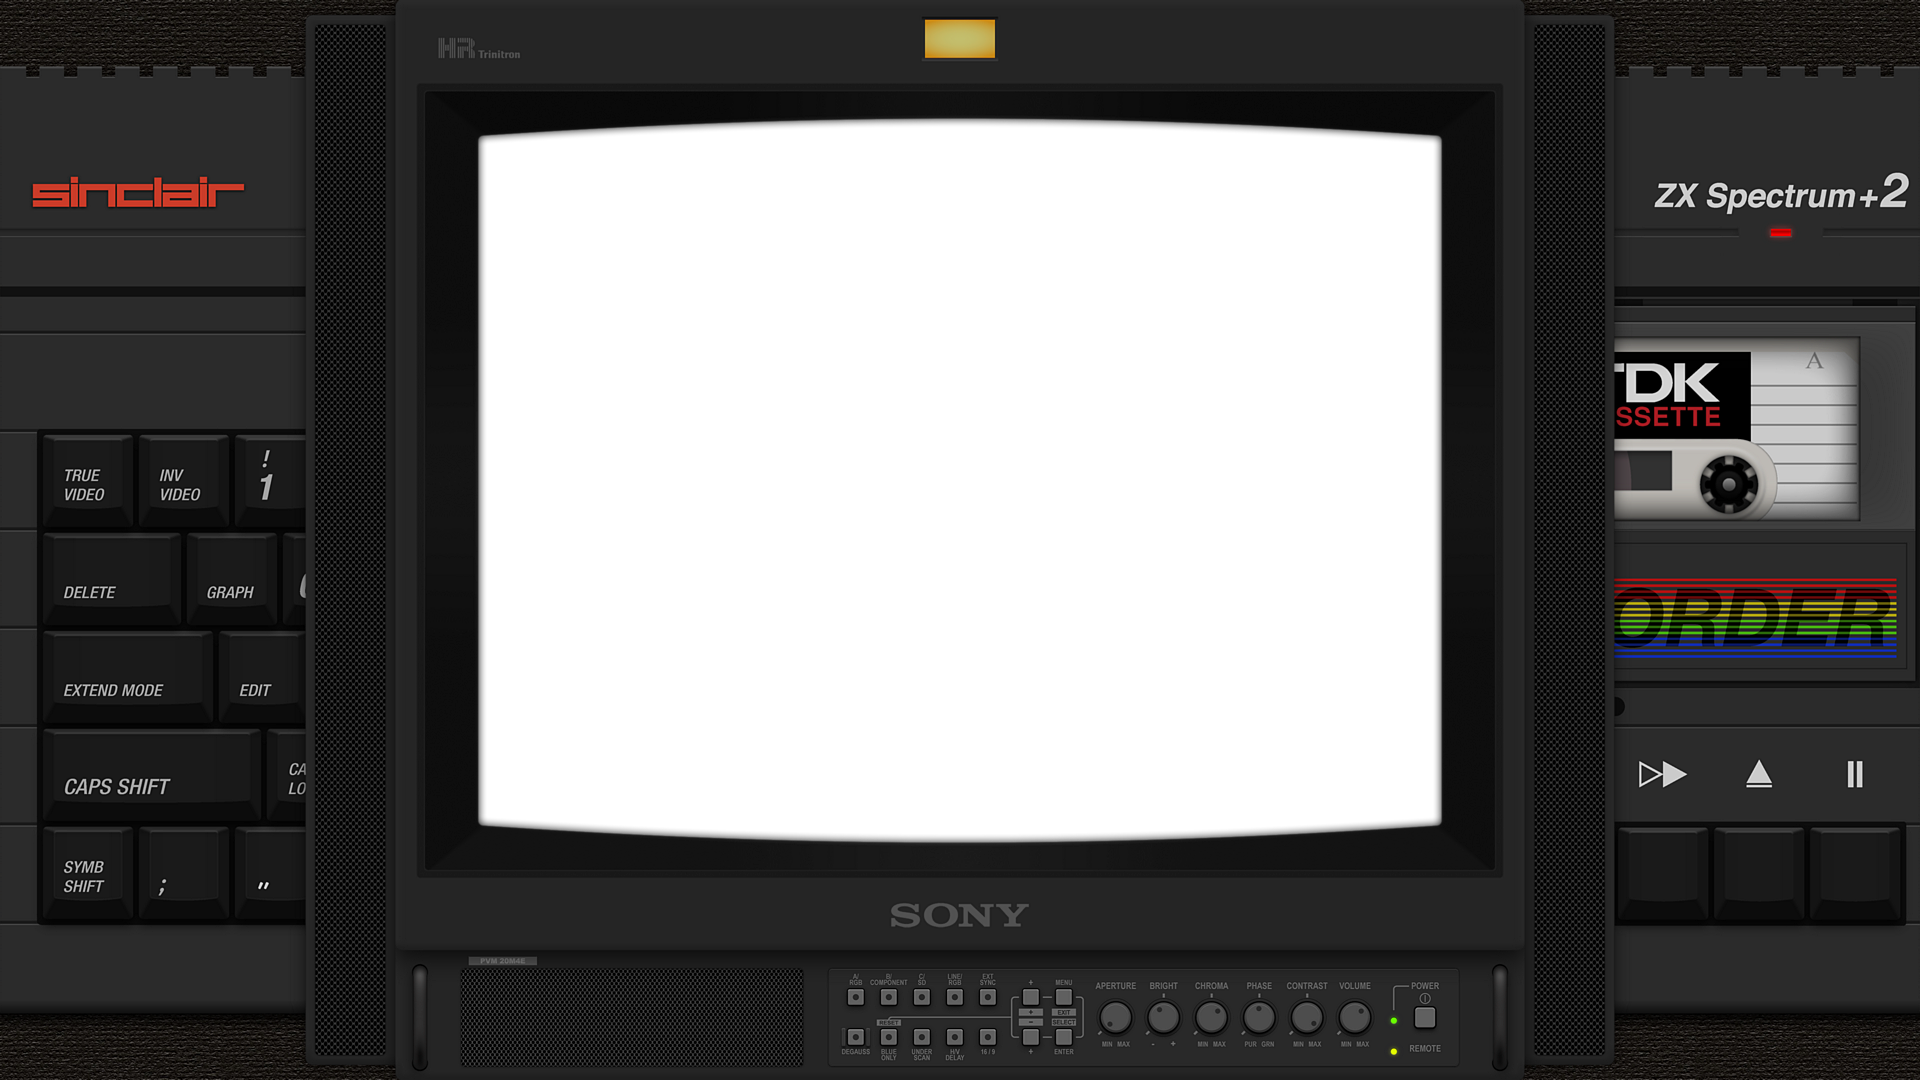 HR Trinitron
sinclair
ZX Spectrum+2
A
TDK
SSETTE
ORDER
TRUE
VIDEO
INV
VIDEO
!
1
DELETE
GRAPH
EXTEND MODE
EDIT
CAPS SHIFT
CA
LO
SYMB
SHIFT
;
"
SONY
PVM 20M4E
A/
RGB
B/
COMPONENT
C/
SD
LINE/
RGB
EXT
SYNC
+
MENU
+
EXIT
-
SELECT
RESET
DEGAUSS
BLUE
ONLY
UNDER
SCAN
H/V
DELAY
16 / 9
+
ENTER
APERTURE
BRIGHT
CHROMA
PHASE
CONTRAST
VOLUME
MIN MAX
- +
MIN MAX
PUR GRN
MIN MAX
MIN MAX
POWER
REMOTE